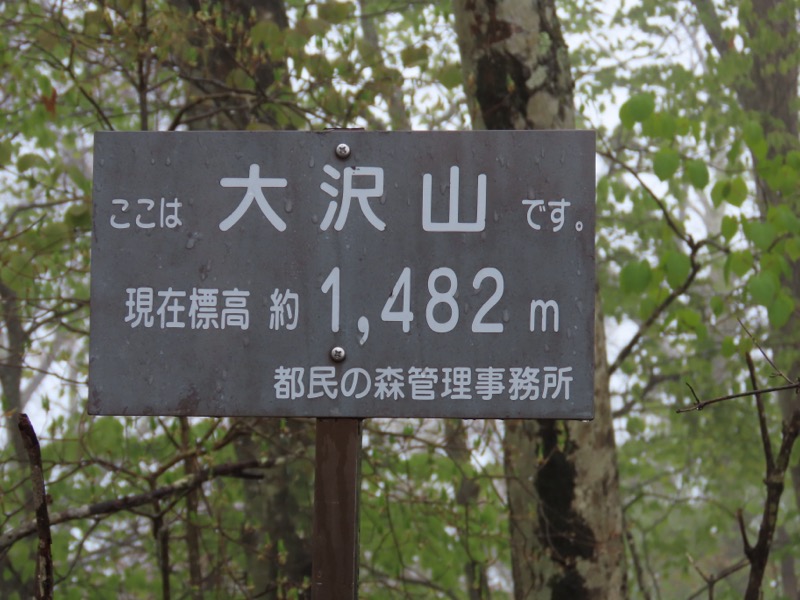 ここは 大沢山 です。
現在標高 約 1,482 m
都民の森管理事務所